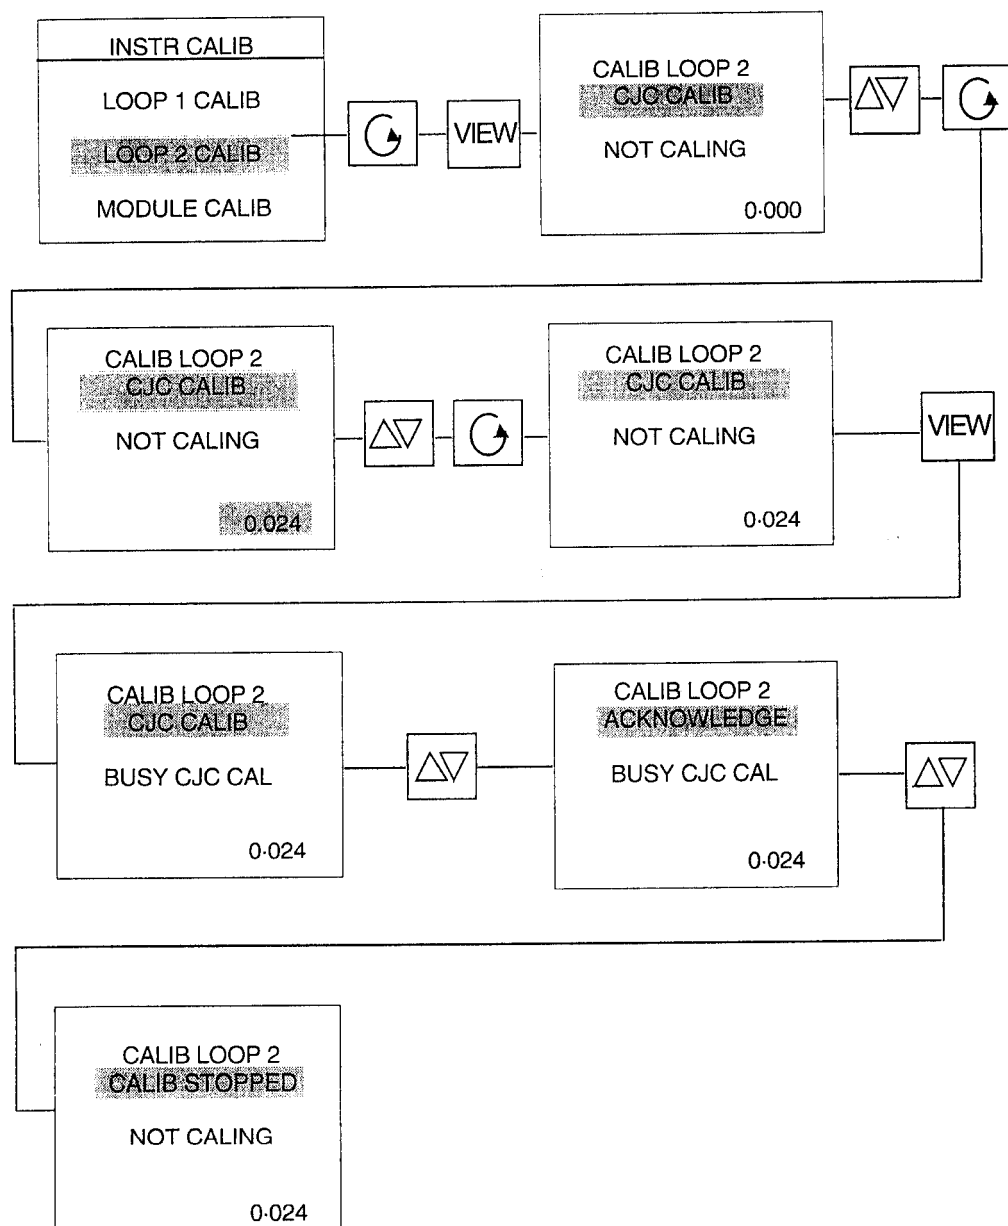 INSTR CALIB
LOOP 1 CALIB
LOOP 2 CALIB
MODULE CALIB
VIEW
CALIB LOOP 2
CJC CALIB
NOT CALING
0·000
CALIB LOOP 2
CJC CALIB
NOT CALING
0.024
CALIB LOOP 2
CJC CALIB
NOT CALING
0·024
VIEW
CALIB LOOP 2
CJC CALIB
BUSY CJC CAL
0·024
CALIB LOOP 2
ACKNOWLEDGE
BUSY CJC CAL
0·024
CALIB LOOP 2
CALIB STOPPED
NOT CALING
0·024